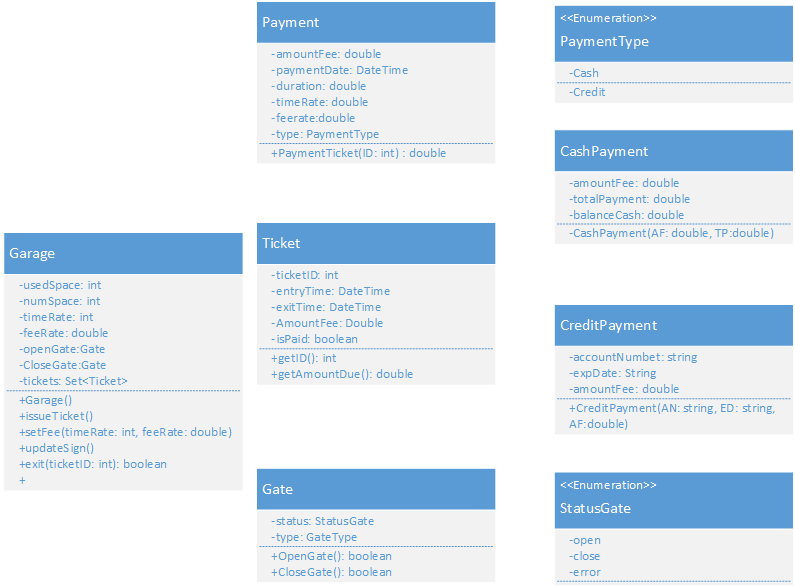 Payment
-amountFee: double
-paymentDate: DateTime
-duration: double
-timeRate: double
-feerate:double
-type: PaymentType
+PaymentTicket(ID: int) : double
<<Enumeration>>
PaymentType
-Cash
-Credit
CashPayment
-amountFee: double
-totalPayment: double
-balanceCash: double
-CashPayment(AF: double, TP:double)
Garage
-usedSpace: int
-numSpace: int
-timeRate: int
-feeRate: double
-openGate:Gate
-CloseGate:Gate
-tickets: Set<Ticket>
+Garage()
+issueTicket()
+setFee(timeRate: int, feeRate: double)
+updateSign()
+exit(ticketID: int): boolean
+
Ticket
-ticketID: int
-entryTime: DateTime
-exitTime: DateTime
-AmountFee: Double
-isPaid: boolean
+getID(): int
+getAmountDue(): double
CreditPayment
-accountNumbet: string
-expDate: String
-amountFee: double
+CreditPayment(AN: string, ED: string,
AF:double)
Gate
-status: StatusGate
-type: GateType
+OpenGate(): boolean
+CloseGate(): boolean
<<Enumeration>>
StatusGate
-open
-close
-error